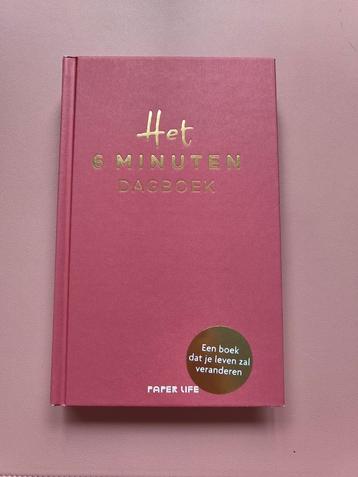 Het
6 MINUTEN
DAGBOEK
Een boek
dat je leven zal
veranderen
PAPER LIFE